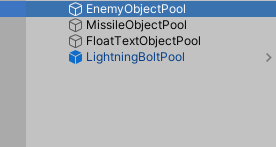 EnemyObjectPool
MissileObjectPool
FloatTextObjectPool
LightningBoltPool